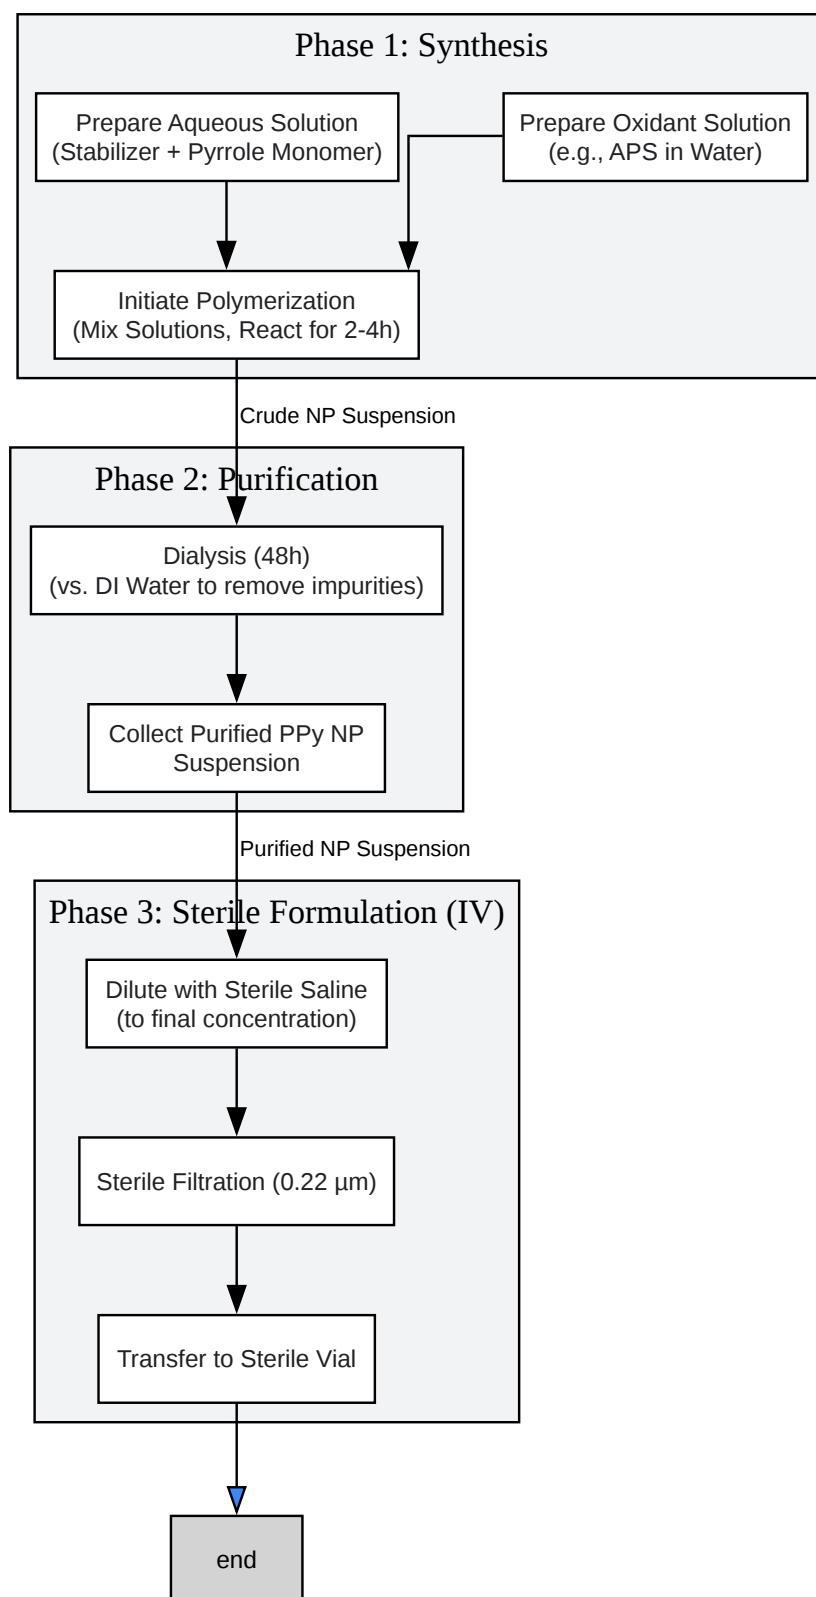 Phase 1: Synthesis
Prepare Aqueous Solution
(Stabilizer + Pyrrole Monomer)
Prepare Oxidant Solution
(e.g., APS in Water)
Initiate Polymerization
(Mix Solutions, React for 2-4h)
Crude NP Suspension
Phase 2: Purification
Dialysis (48h)
(vs. DI Water to remove impurities)
Collect Purified PPy NP
Suspension
Purified NP Suspension
Phase 3: Sterile Formulation (IV)
Dilute with Sterile Saline
(to final concentration)
Sterile Filtration (0.22 µm)
Transfer to Sterile Vial
end